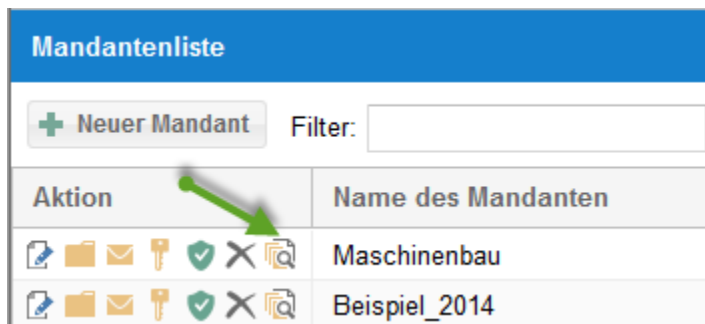 Mandantenliste
Neuer Mandant Filter:
Aktion Name des Mandanten
Maschinenbau
Beispiel_2014